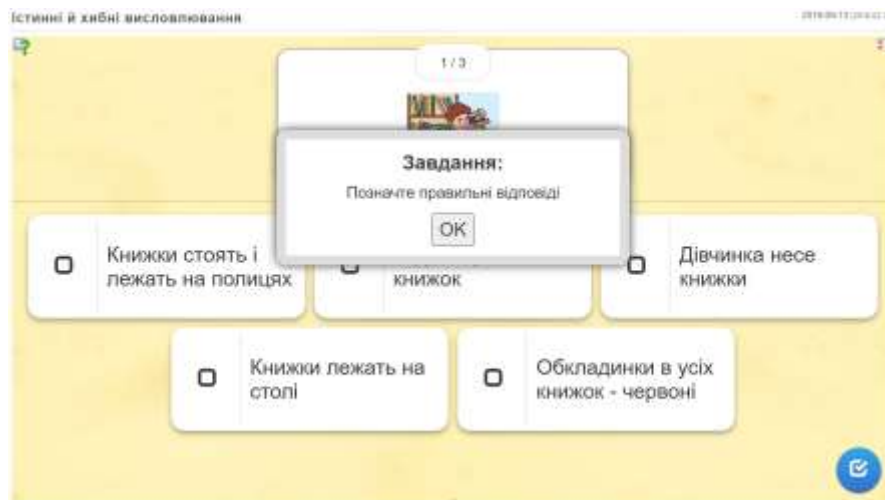 Істинні й хибні висловлювання
1 / 3
Завдання:
Позначте правильні відповіді
OK
Книжки стоять і
лежать на полицях
книжок
Дівчинка несе
книжки
Книжки лежать на
столі
Обкладинки в усіх
книжок - червоні